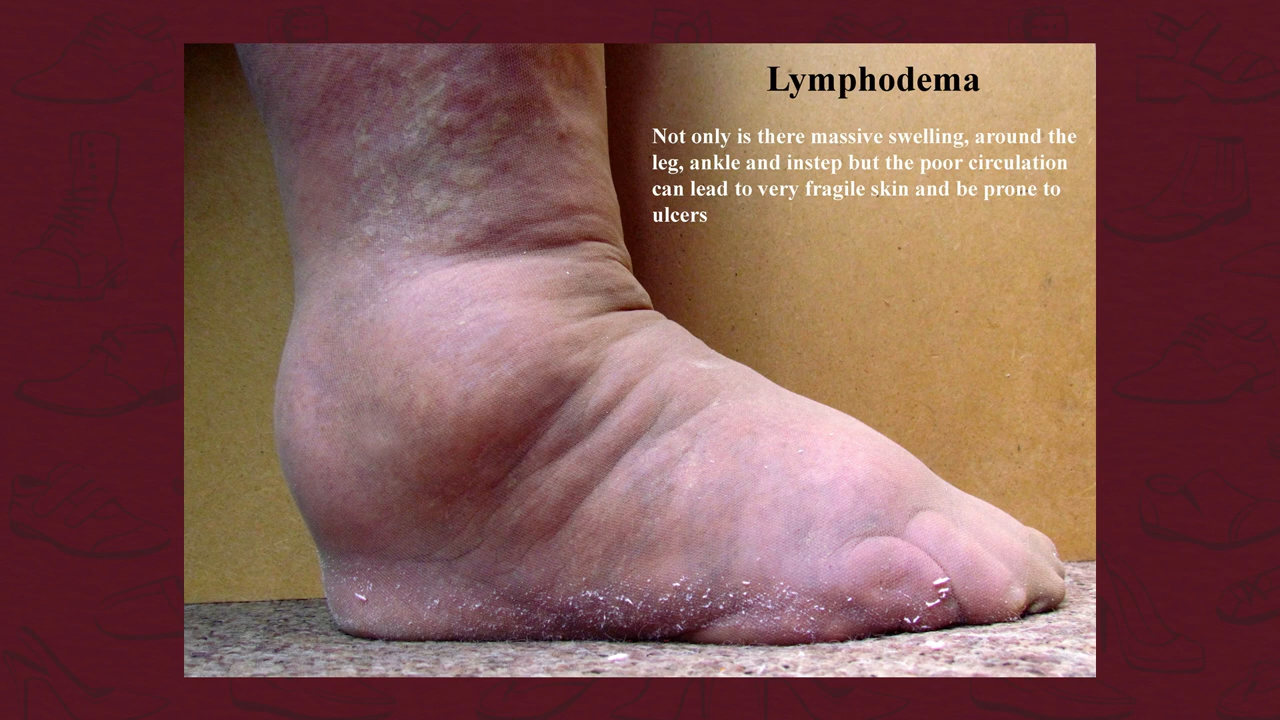 Lymphodema
Not only is there massive swelling, around the
leg, ankle and instep but the poor circulation
can lead to very fragile skin and be prone to
ulcers